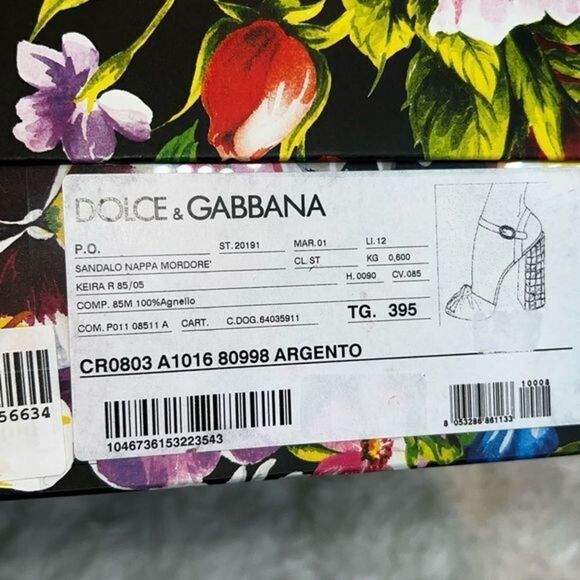 DOLCE & GABBANA
P.O. ST. 20191 MAR. 01 LI. 12
SANDALO NAPPA MORDORE' CL. ST KG 0,600
KEIRA R 85/05 H. 0090 CV. 085
COMP. 85M 100%Agnello
COM. P011 08511 A CART. C.DOG. 64035911 TG. 395
CR0803 A1016 80998 ARGENTO
56634
1046736153223543
10008
8 053286 861133